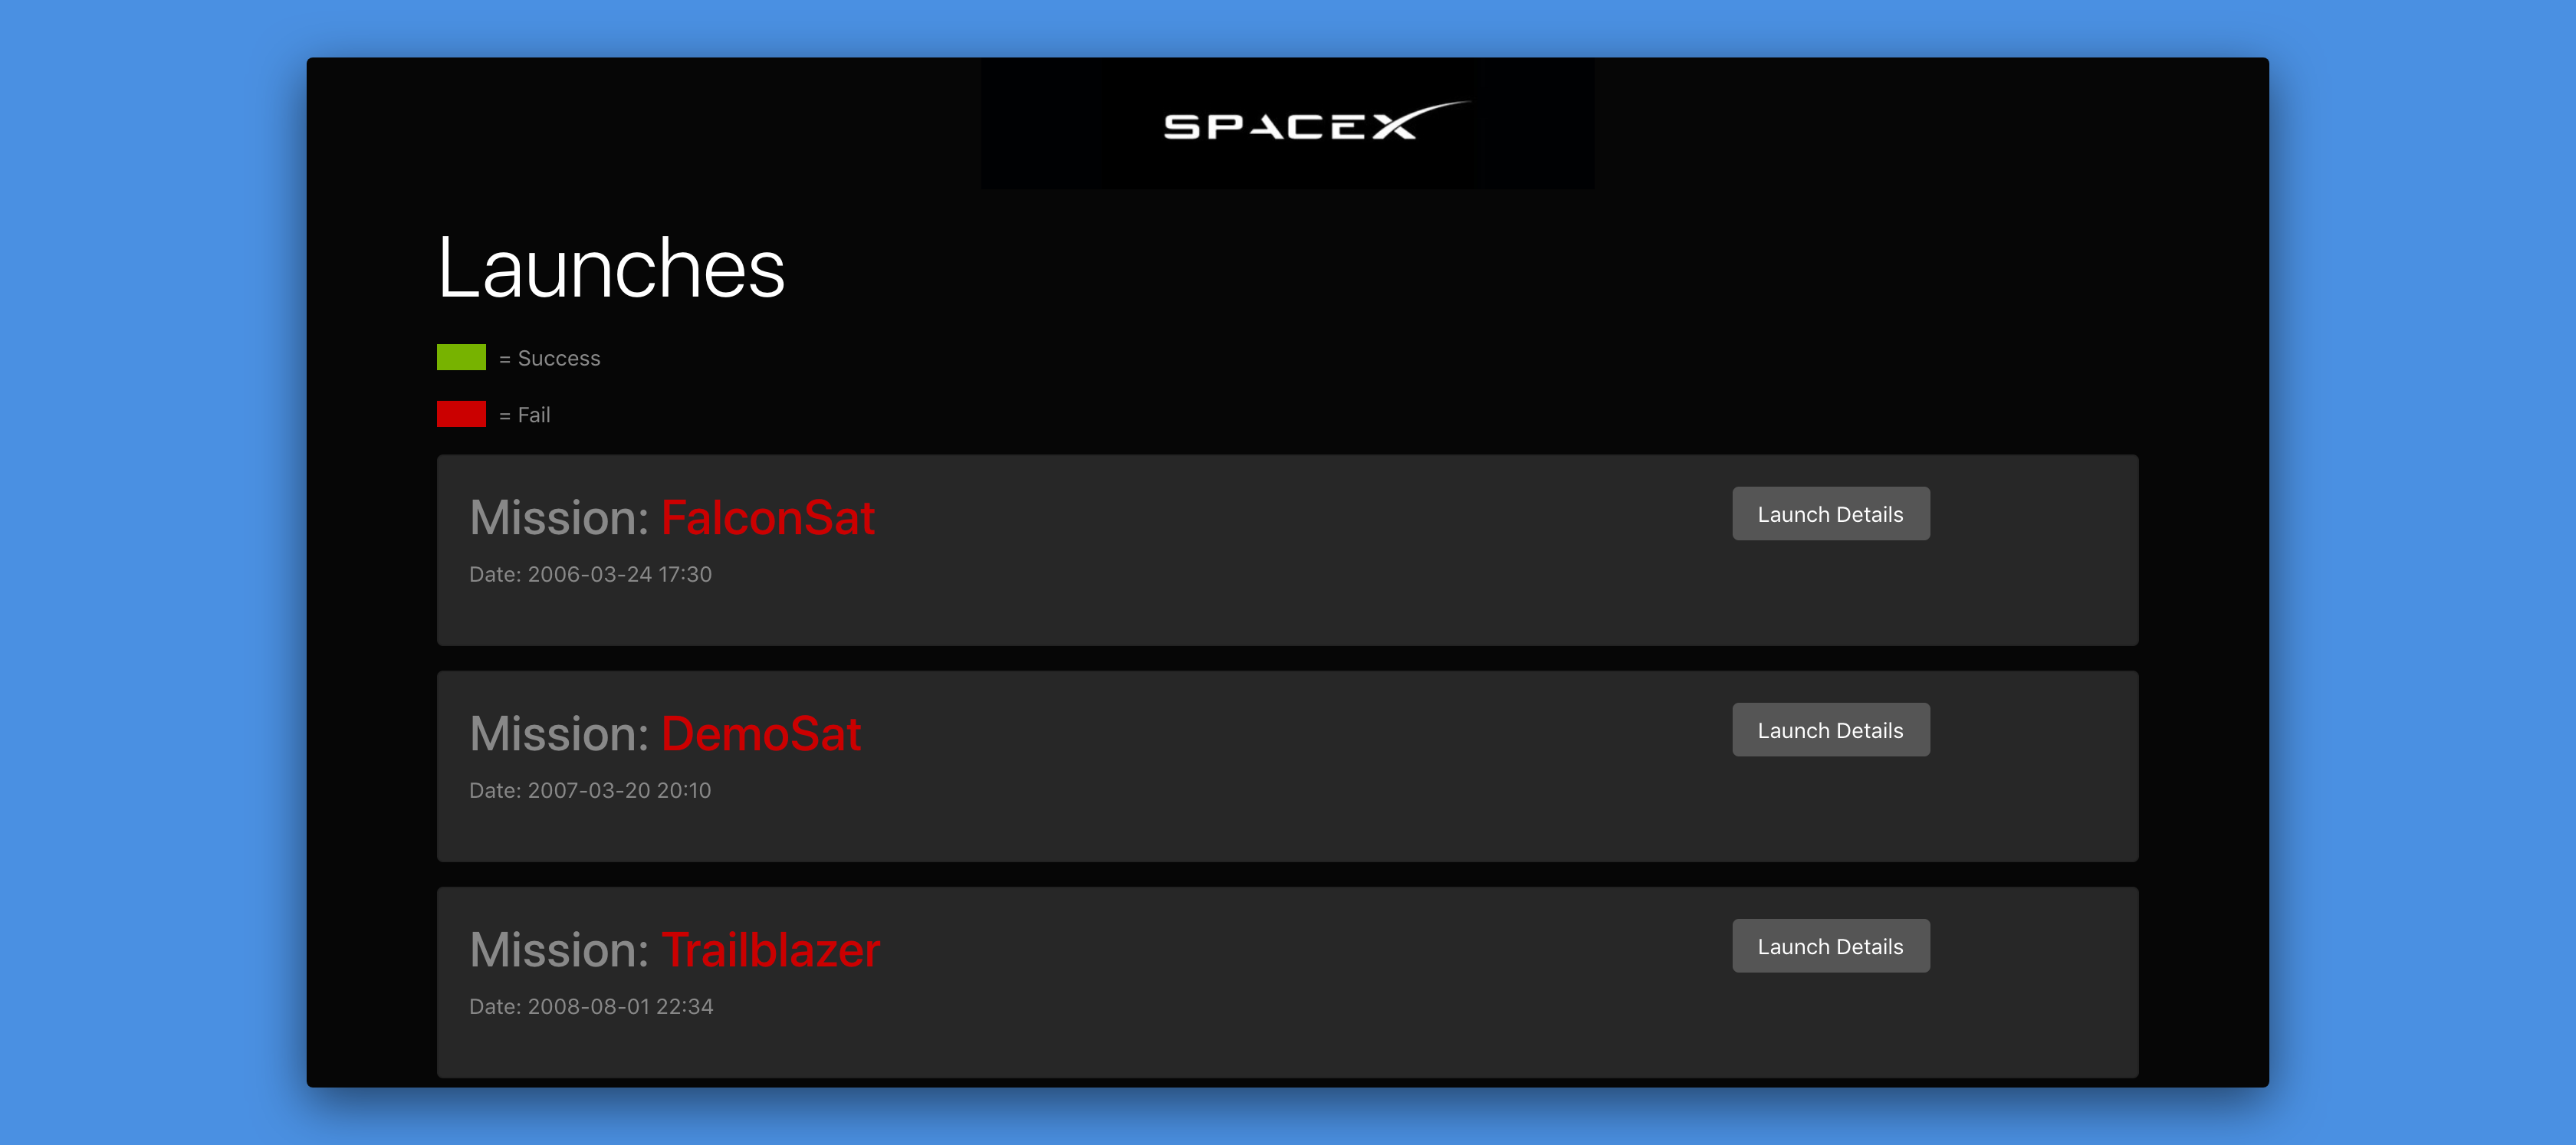 SPACEX
Launches
= Success
= Fail
Mission: FalconSat
Launch Details
Date: 2006-03-24 17:30
Mission: DemoSat
Launch Details
Date: 2007-03-20 20:10
Mission: Trailblazer
Launch Details
Date: 2008-08-01 22:34